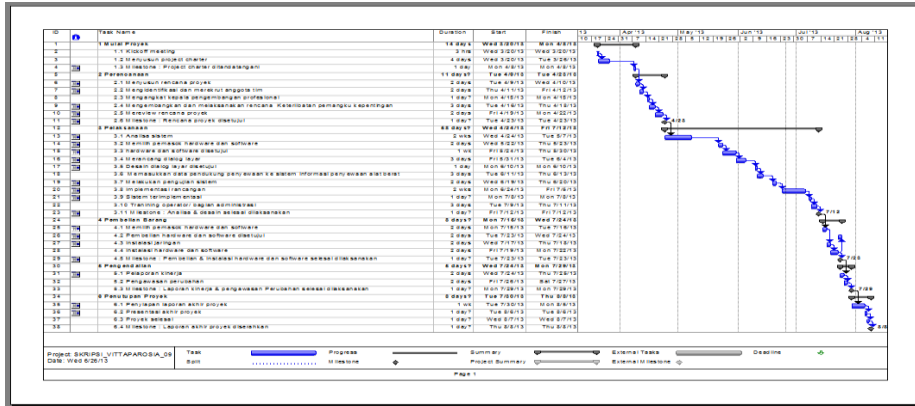 ID Task Name Duration Start Finish 13 Apr '13 May '13 Jun '13 Jul '13 Aug '13
1 1 Mulai Proyek 14 days Wed 3/20/13 Mon 4/8/13
2 1.1 Kickoff meeting 3 hrs Wed 3/20/13 Wed 3/20/13
3 1.2 Menyusun project charter 4 days Wed 3/20/13 Tue 3/26/13
4 1.3 Milestone : Project charter ditandatangani 1 day Mon 4/8/13 Mon 4/8/13
5 2 Perencanaan 11 days? Tue 4/9/13 Tue 4/23/13
6 2.1 Menyusun rencana proyek 2 days Tue 4/9/13 Wed 4/10/13
7 2.2 Mengidentifikasi dan merekrut anggota tim 2 days Thu 4/11/13 Fri 4/12/13
8 2.3 Mengangkat kepala pengembangan profesional 1 day? Mon 4/15/13 Mon 4/15/13
9 2.4 Mengembangkan dan melaksanakan rencana. Keterlibatan pemangku kepentingan 3 days Tue 4/16/13 Thu 4/18/13
10 2.5 Mereview rencana proyek 2 days Fri 4/19/13 Mon 4/22/13
11 2.6 Milestone : Rencana proyek disetujui 1 day? Tue 4/23/13 Tue 4/23/13 4/23
12 3 Pelaksanaan 58 days? Wed 4/24/13 Fri 7/12/13
13 3.1 Analisa sistem 2 wks Wed 4/24/13 Tue 5/7/13
14 3.2 Memilih pemasok hardware dan software 2 days Wed 5/22/13 Thu 5/23/13
15 3.3 hardware dan software disetujui 1 wk Fri 5/24/13 Thu 5/30/13
16 3.4 Merancang dialog layar 3 days Fri 5/31/13 Tue 6/4/13
17 3.5 Desain dialog layar disetujui 1 day Mon 6/10/13 Mon 6/10/13
18 3.6 Memasukkan data pendukung penyewaan ke sistem informasi penyewaan alat berat 3 days Tue 6/11/13 Thu 6/13/13
19 3.7 Melakukan pengujian sistem 2 days Wed 6/19/13 Thu 6/20/13
20 3.8 Implementasi rancangan 2 wks Mon 6/24/13 Fri 7/5/13
21 3.9 Sistem terimplementasi 1 day? Mon 7/8/13 Mon 7/8/13
22 3.10 Training operator/ bagian administrasi 3 days Tue 7/9/13 Thu 7/11/13
23 3.11 Milestone : Analisa & desain selesai dilaksanakan 1 day? Fri 7/12/13 Fri 7/12/13 7/12
24 4 Pembelian Barang 8 days? Mon 7/15/13 Wed 7/24/13
25 4.1 Memilih pemasok hardware dan software 2 days Mon 7/15/13 Tue 7/16/13
26 4.2 Pembelian hardware dan software disetujui 2 days Tue 7/23/13 Wed 7/24/13
27 4.3 Instalasi jaringan 2 days Wed 7/17/13 Thu 7/18/13
28 4.4 Instalasi hardware dan software 2 days Fri 7/19/13 Mon 7/22/13
29 4.5 Milestone : Pembelian & instalasi hardware dan software selesai dilaksanakan 1 day? Tue 7/23/13 Tue 7/23/13
30 5 Pengendalian Mon 7/29/13
31 5.1 Pelaporan kinerja 2 days Wed 7/24/13 Thu 7/25/13
32 5.2 Pengawasan perubahan 2 days Fri 7/26/13 Sat 7/27/13
33 5.3 Milestone : Laporan kinerja & pengawasan Perubahan selesai dilaksanakan 1 day? Mon 7/29/13 Mon 7/29/13 7/29
34 6 Penutupan Proyek 8 days? Tue 7/30/13 Thu 8/8/13
35 6.1 Penyiapan laporan akhir proyek 1 wk Tue 7/30/13 Mon 8/5/13
36 6.2 Presentasi akhir proyek 1 day? Tue 8/6/13 Tue 8/6/13
37 6.3 Proyek selesai 1 day? Wed 8/7/13 Wed 8/7/13
38 6.4 Milestone : Laporan akhir proyek diserahkan 1 day? Thu 8/8/13 Thu 8/8/13
Project: SKRIPSI_VITTAPAROSIA_09
Date: Wed 6/26/13
Task Progress Summary External Tasks Deadline
Split Milestone Project Summary External Milestone
Page 1